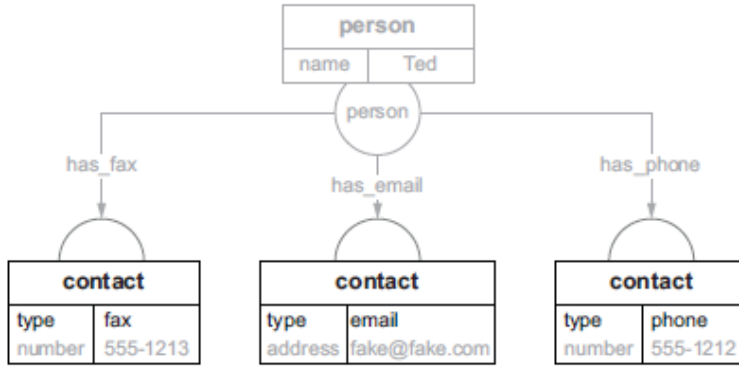 person
name Ted
person
has_fax
has_email
has_phone
contact
type fax
number 555-1213
contact
type email
address fake@fake.com
contact
type phone
number 555-1212